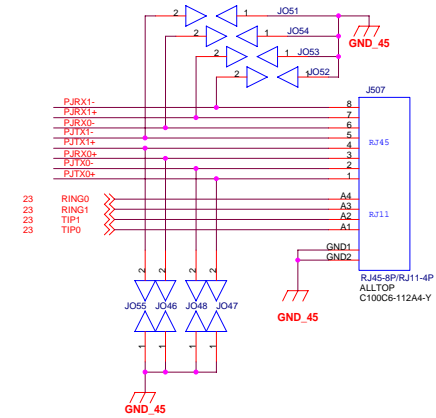 2 1 JO51
2 1 JO54
GND_45
2 1 JO53
2 1 JO52
J507
PJRX1- 8
PJRX1+ 7
PJRX0- 6
PJTX1- 5
RJ45
PJTX1+ 4
PJRX0+ 3
PJTX0- 2
PJTX0+ 1
23 RING0 A4
23 RING1 A3
RJ11
23 TIP1 A2
23 TIP0 A1
GND1
GND2
2 2 2 2
RJ45-8P/RJ11-4P
ALLTOP
C100C6-112A4-Y
JO55 JO46 JO48 JO47
GND_45
1 1 1 1
GND_45